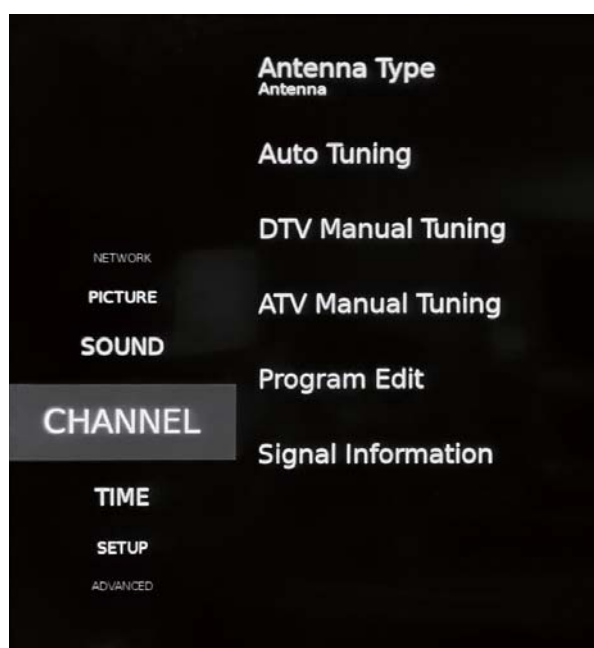 NETWORK
PICTURE
SOUND
CHANNEL
TIME
SETUP
ADVANCED
Antenna Type
Antenna
Auto Tuning
DTV Manual Tuning
ATV Manual Tuning
Program Edit
Signal Information